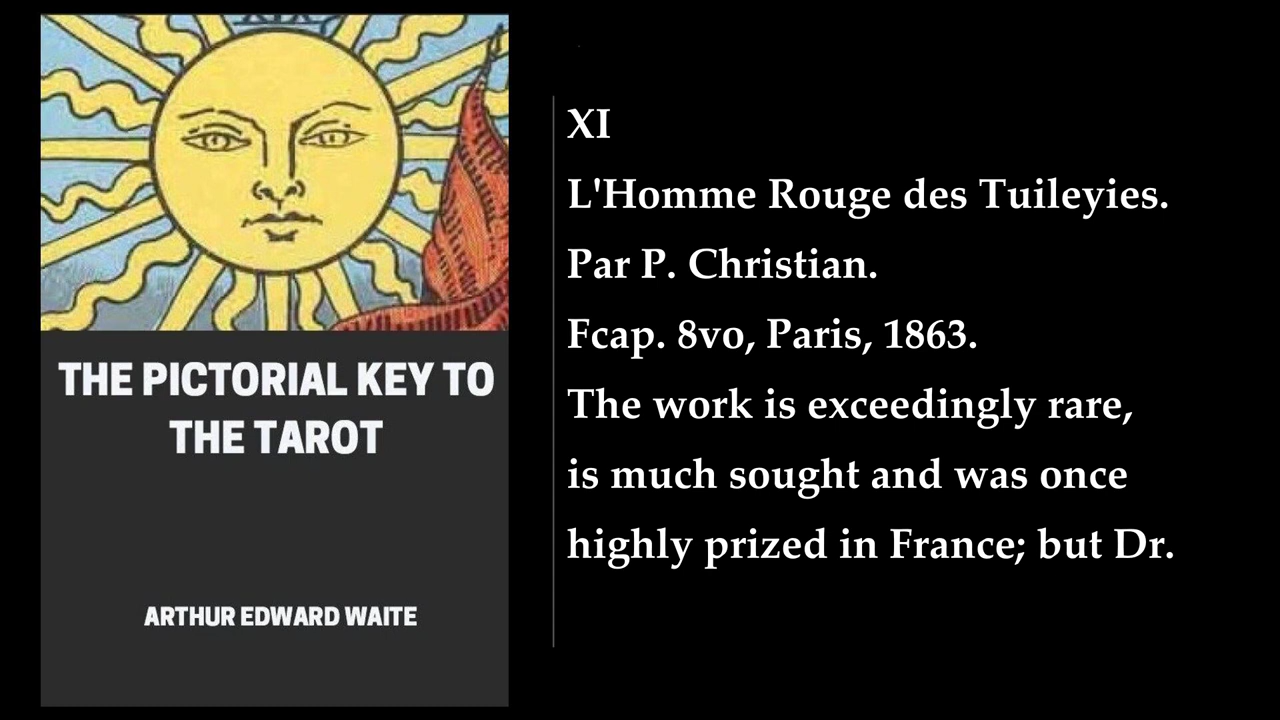 XIX
THE PICTORIAL KEY TO
THE TAROT
ARTHUR EDWARD WAITE
XI
L'Homme Rouge des Tuileyies.
Par P. Christian.
Fcap. 8vo, Paris, 1863.
The work is exceedingly rare,
is much sought and was once
highly prized in France; but Dr.